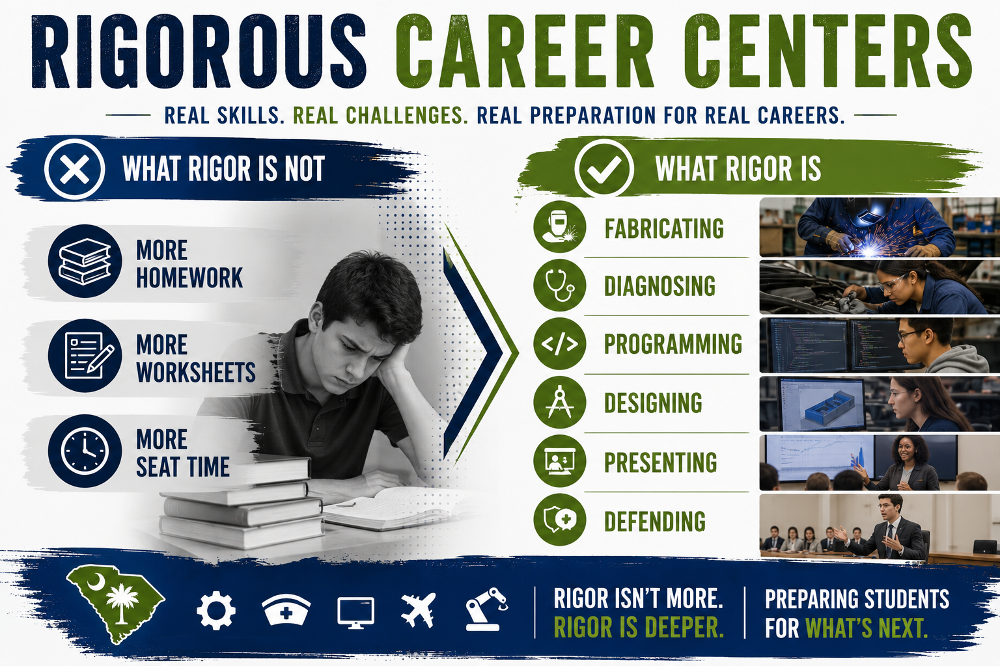 RIGOROUS CAREER CENTERS
REAL SKILLS. REAL CHALLENGES. REAL PREPARATION FOR REAL CAREERS.
WHAT RIGOR IS NOT
MORE
HOMEWORK
MORE
WORKSHEETS
MORE
SEAT TIME
WHAT RIGOR IS
FABRICATING
DIAGNOSING
</>
PROGRAMMING
DESIGNING
PRESENTING
DEFENDING
RIGOR ISN'T MORE.
RIGOR IS DEEPER.
PREPARING STUDENTS
FOR WHAT'S NEXT.